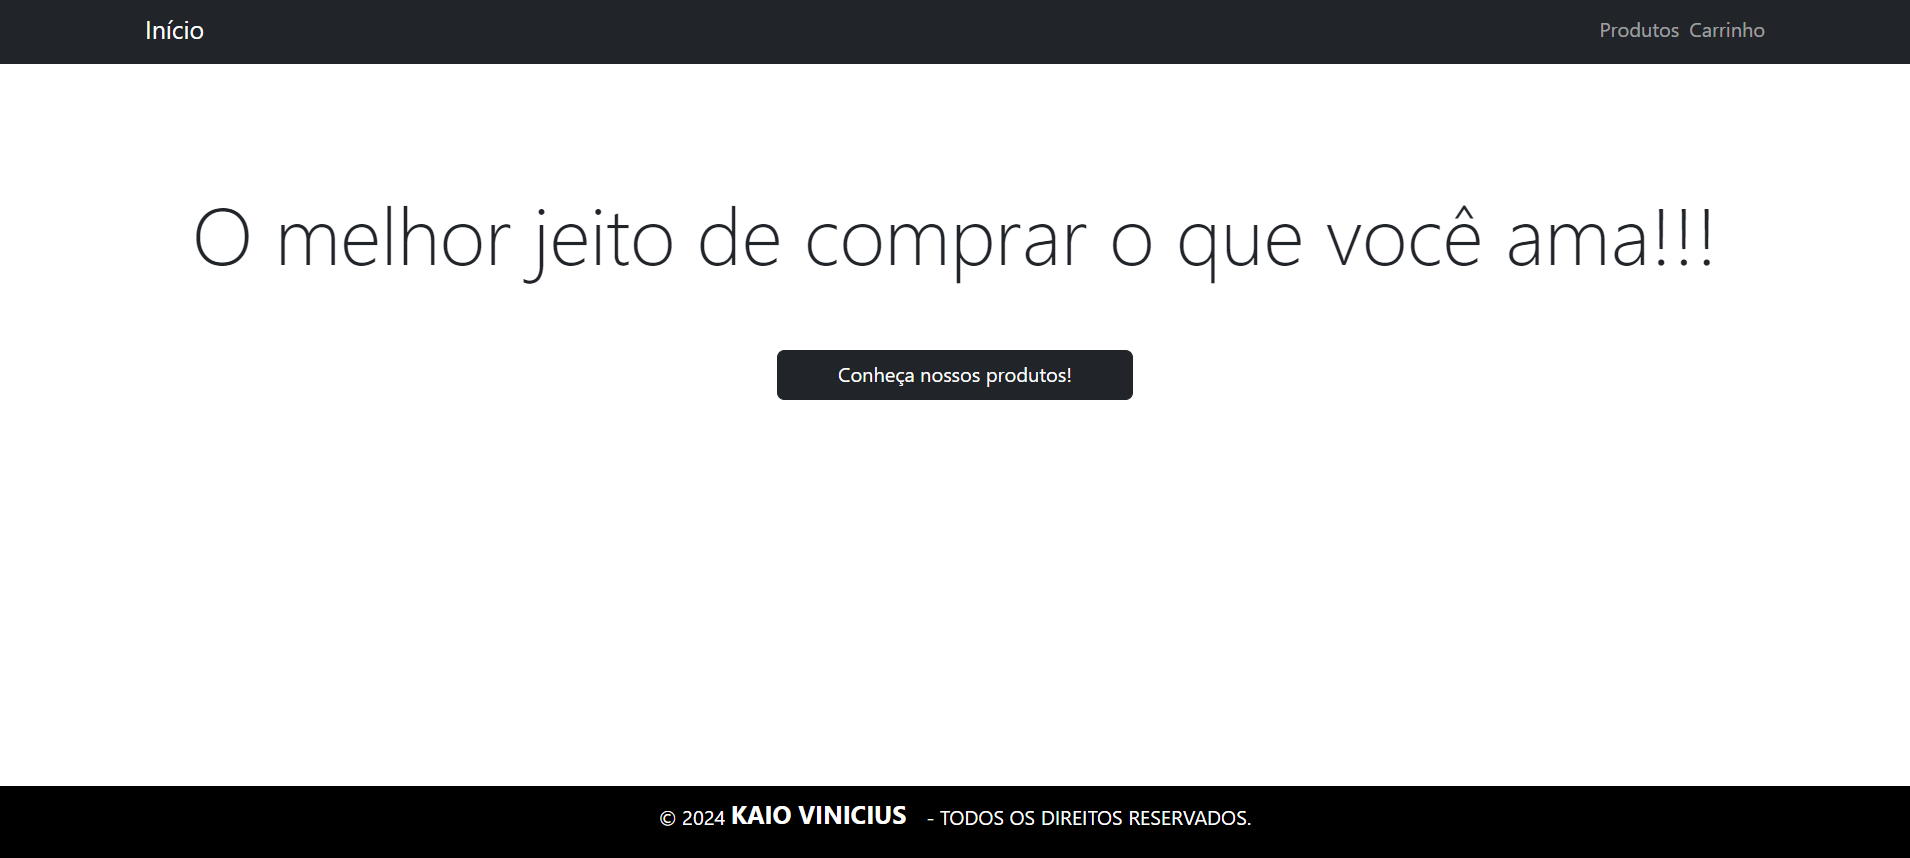 Início Produtos Carrinho
O melhor jeito de comprar o que você ama!!!
Conheça nossos produtos!
© 2024 KAIO VINICIUS - TODOS OS DIREITOS RESERVADOS.